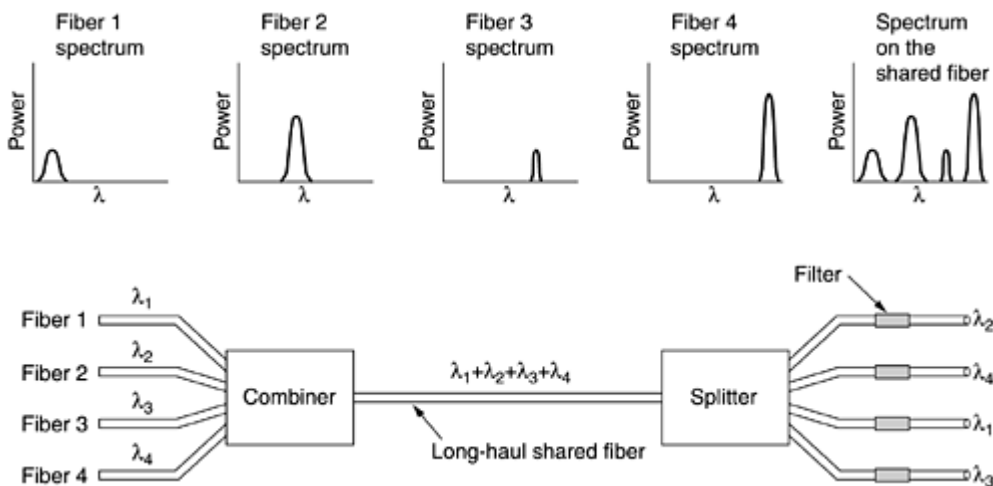 Fiber 1
spectrum
Fiber 2
spectrum
Fiber 3
spectrum
Fiber 4
spectrum
Spectrum
on the
shared fiber
Power
λ
Power
λ
Power
λ
Power
λ
Power
λ
Filter
Fiber 1
λ1
Fiber 2
λ2
Fiber 3
λ3
Fiber 4
λ4
Combiner
λ1+λ2+λ3+λ4
Long-haul shared fiber
Splitter
λ2
λ4
λ1
λ3